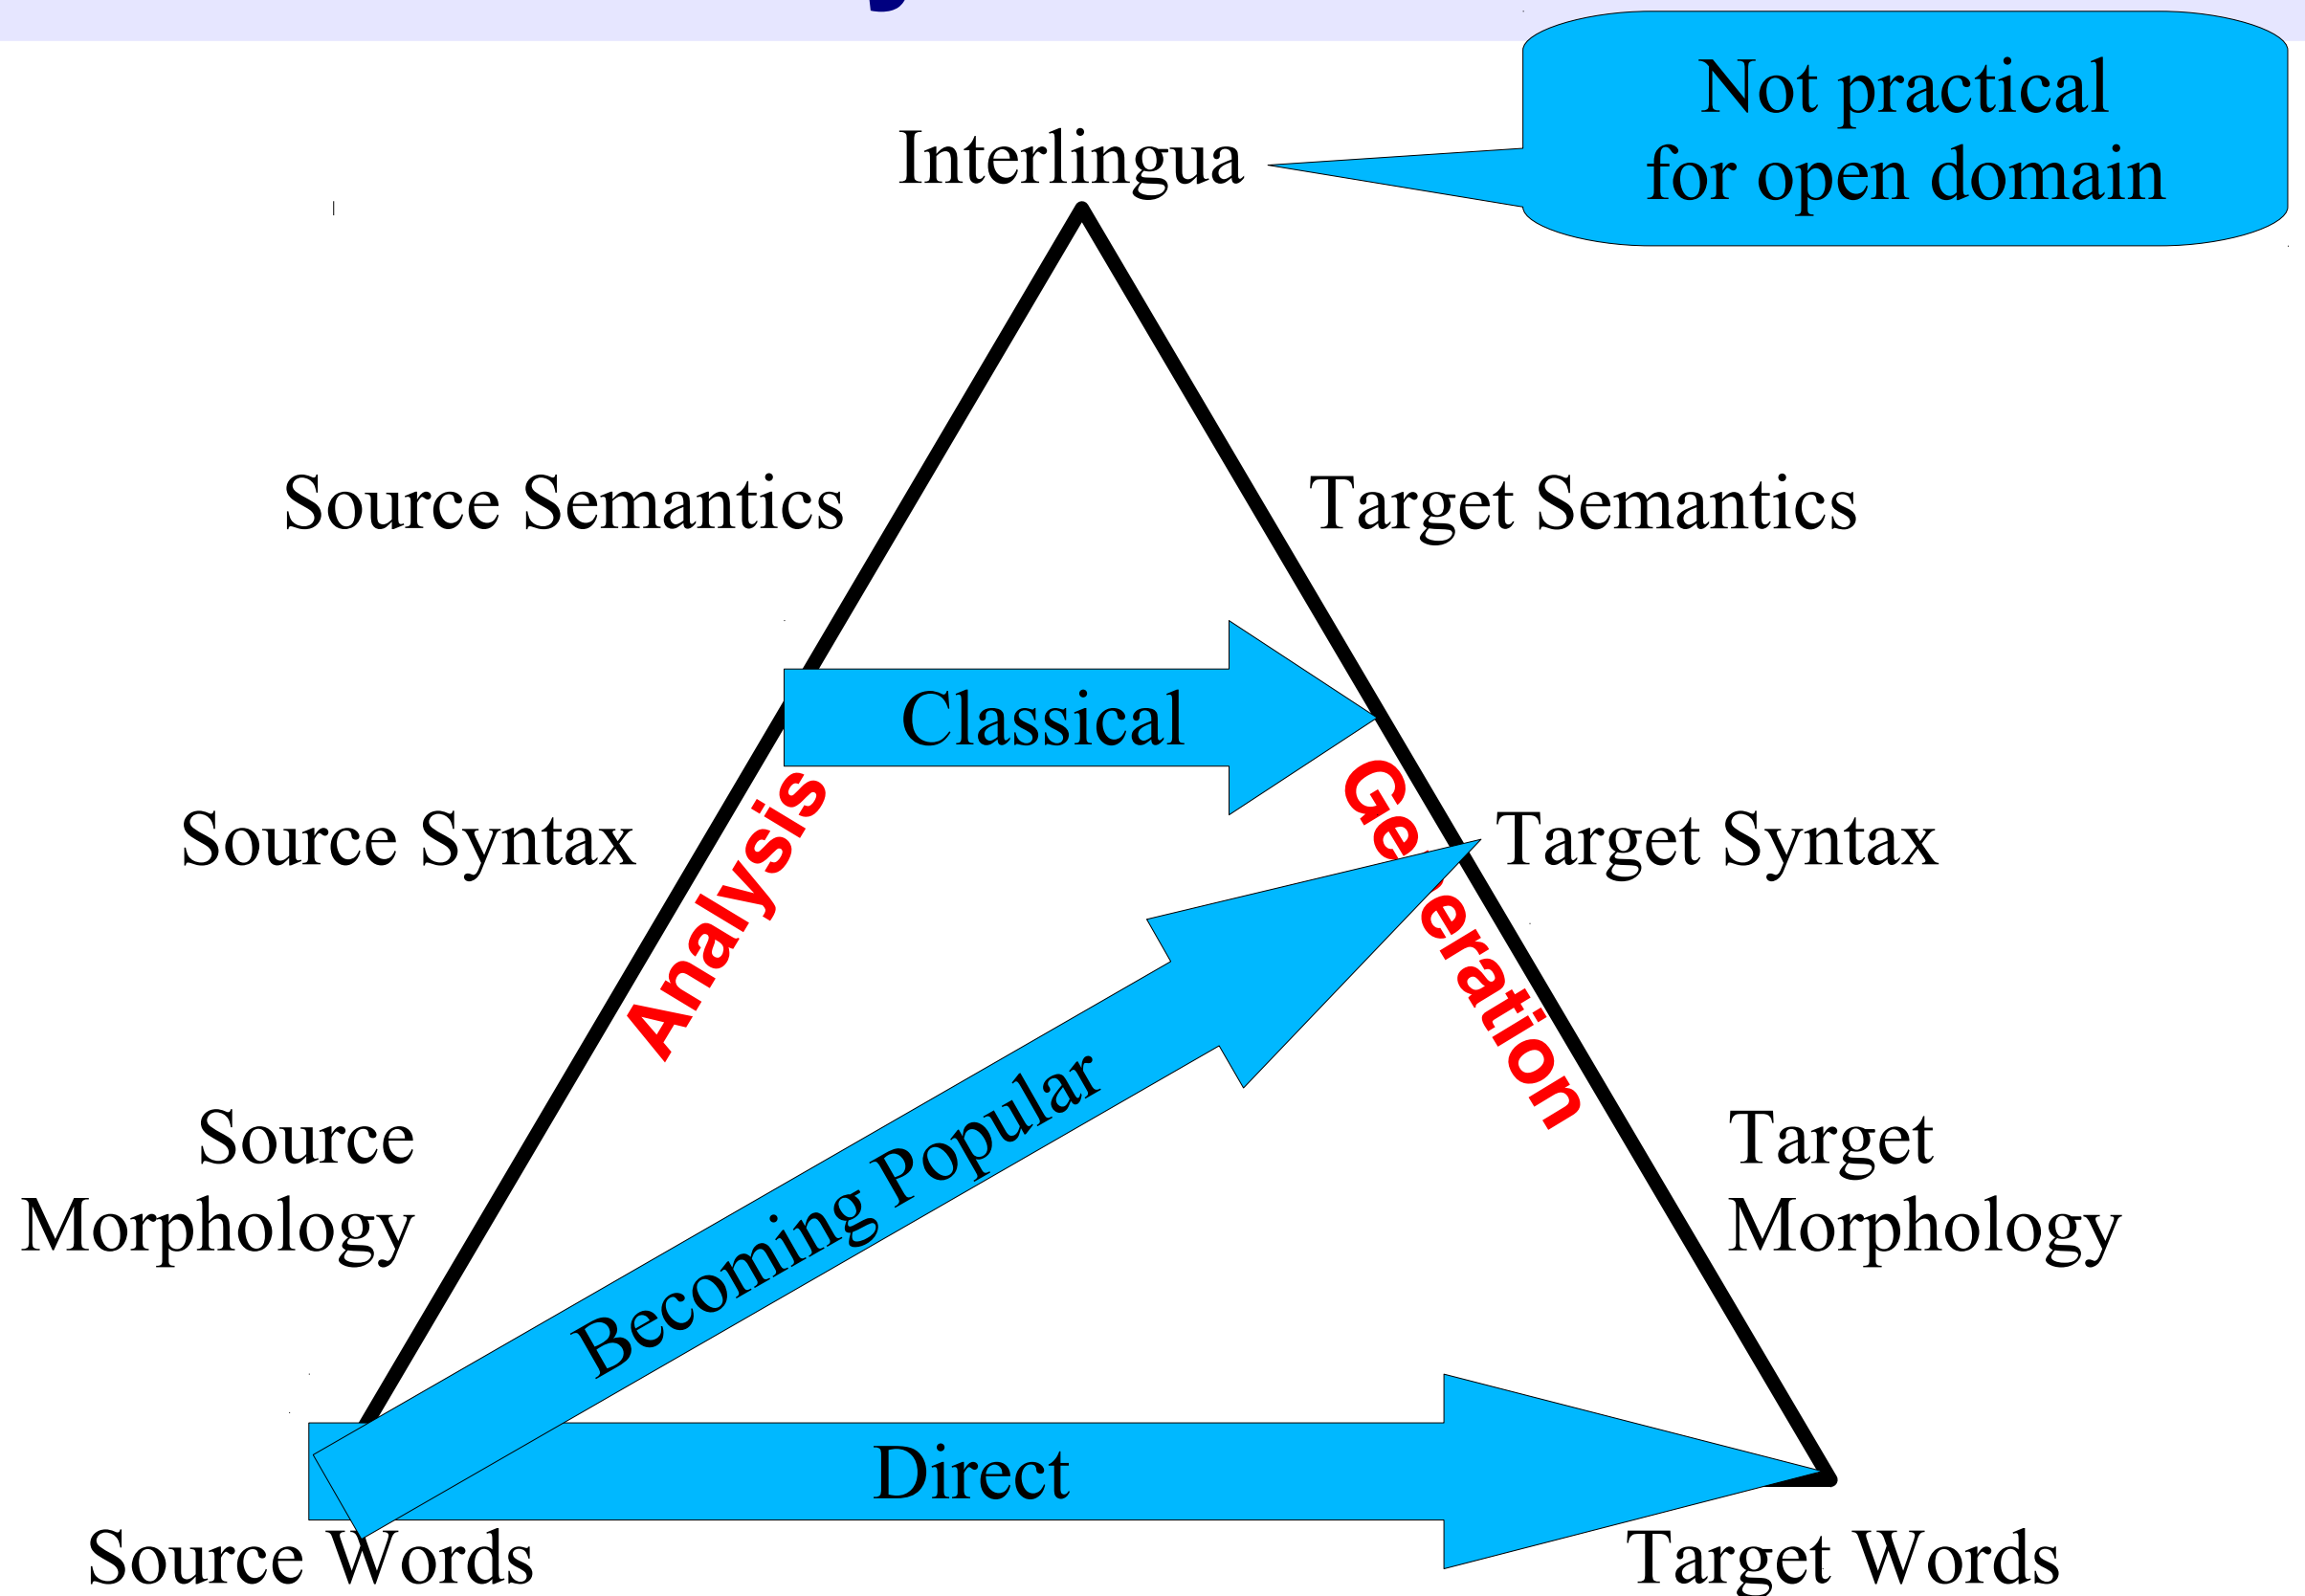 Not practical
for open domain
Interlingua
Source Semantics
Target Semantics
Classical
Analysis
Generation
Source Syntax
Target Syntax
Source
Morphology
Target
Morphology
Becoming Popular
Direct
Source Words
Target Words